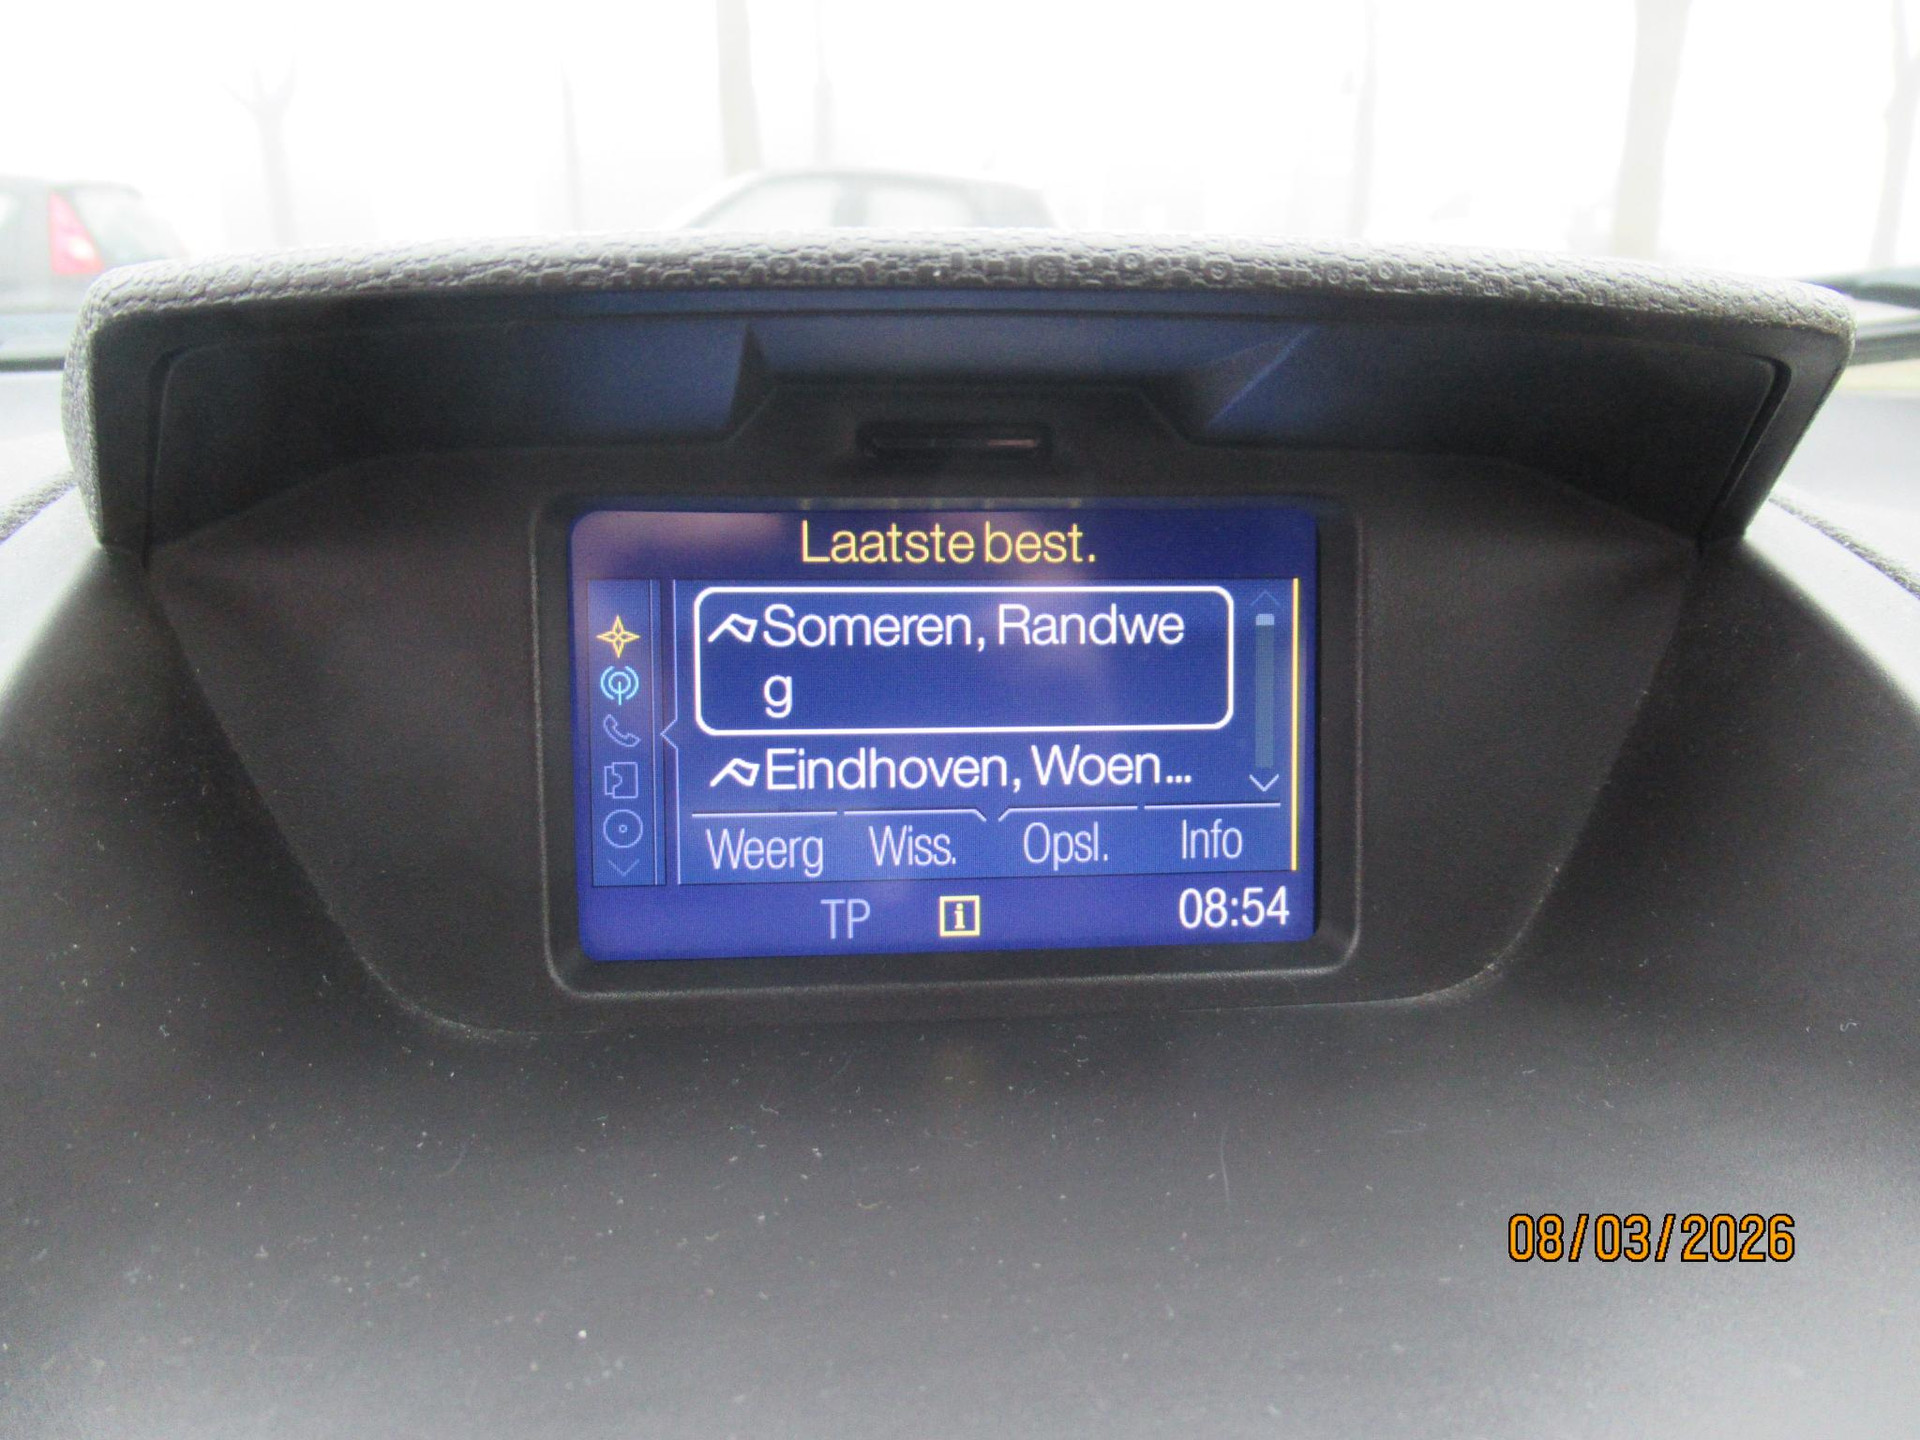 Laatste best.
Someren, Randwe
g
Eindhoven, Woen...
Weerg Wiss. Opsl. Info
TP i 08:54
08/03/2026